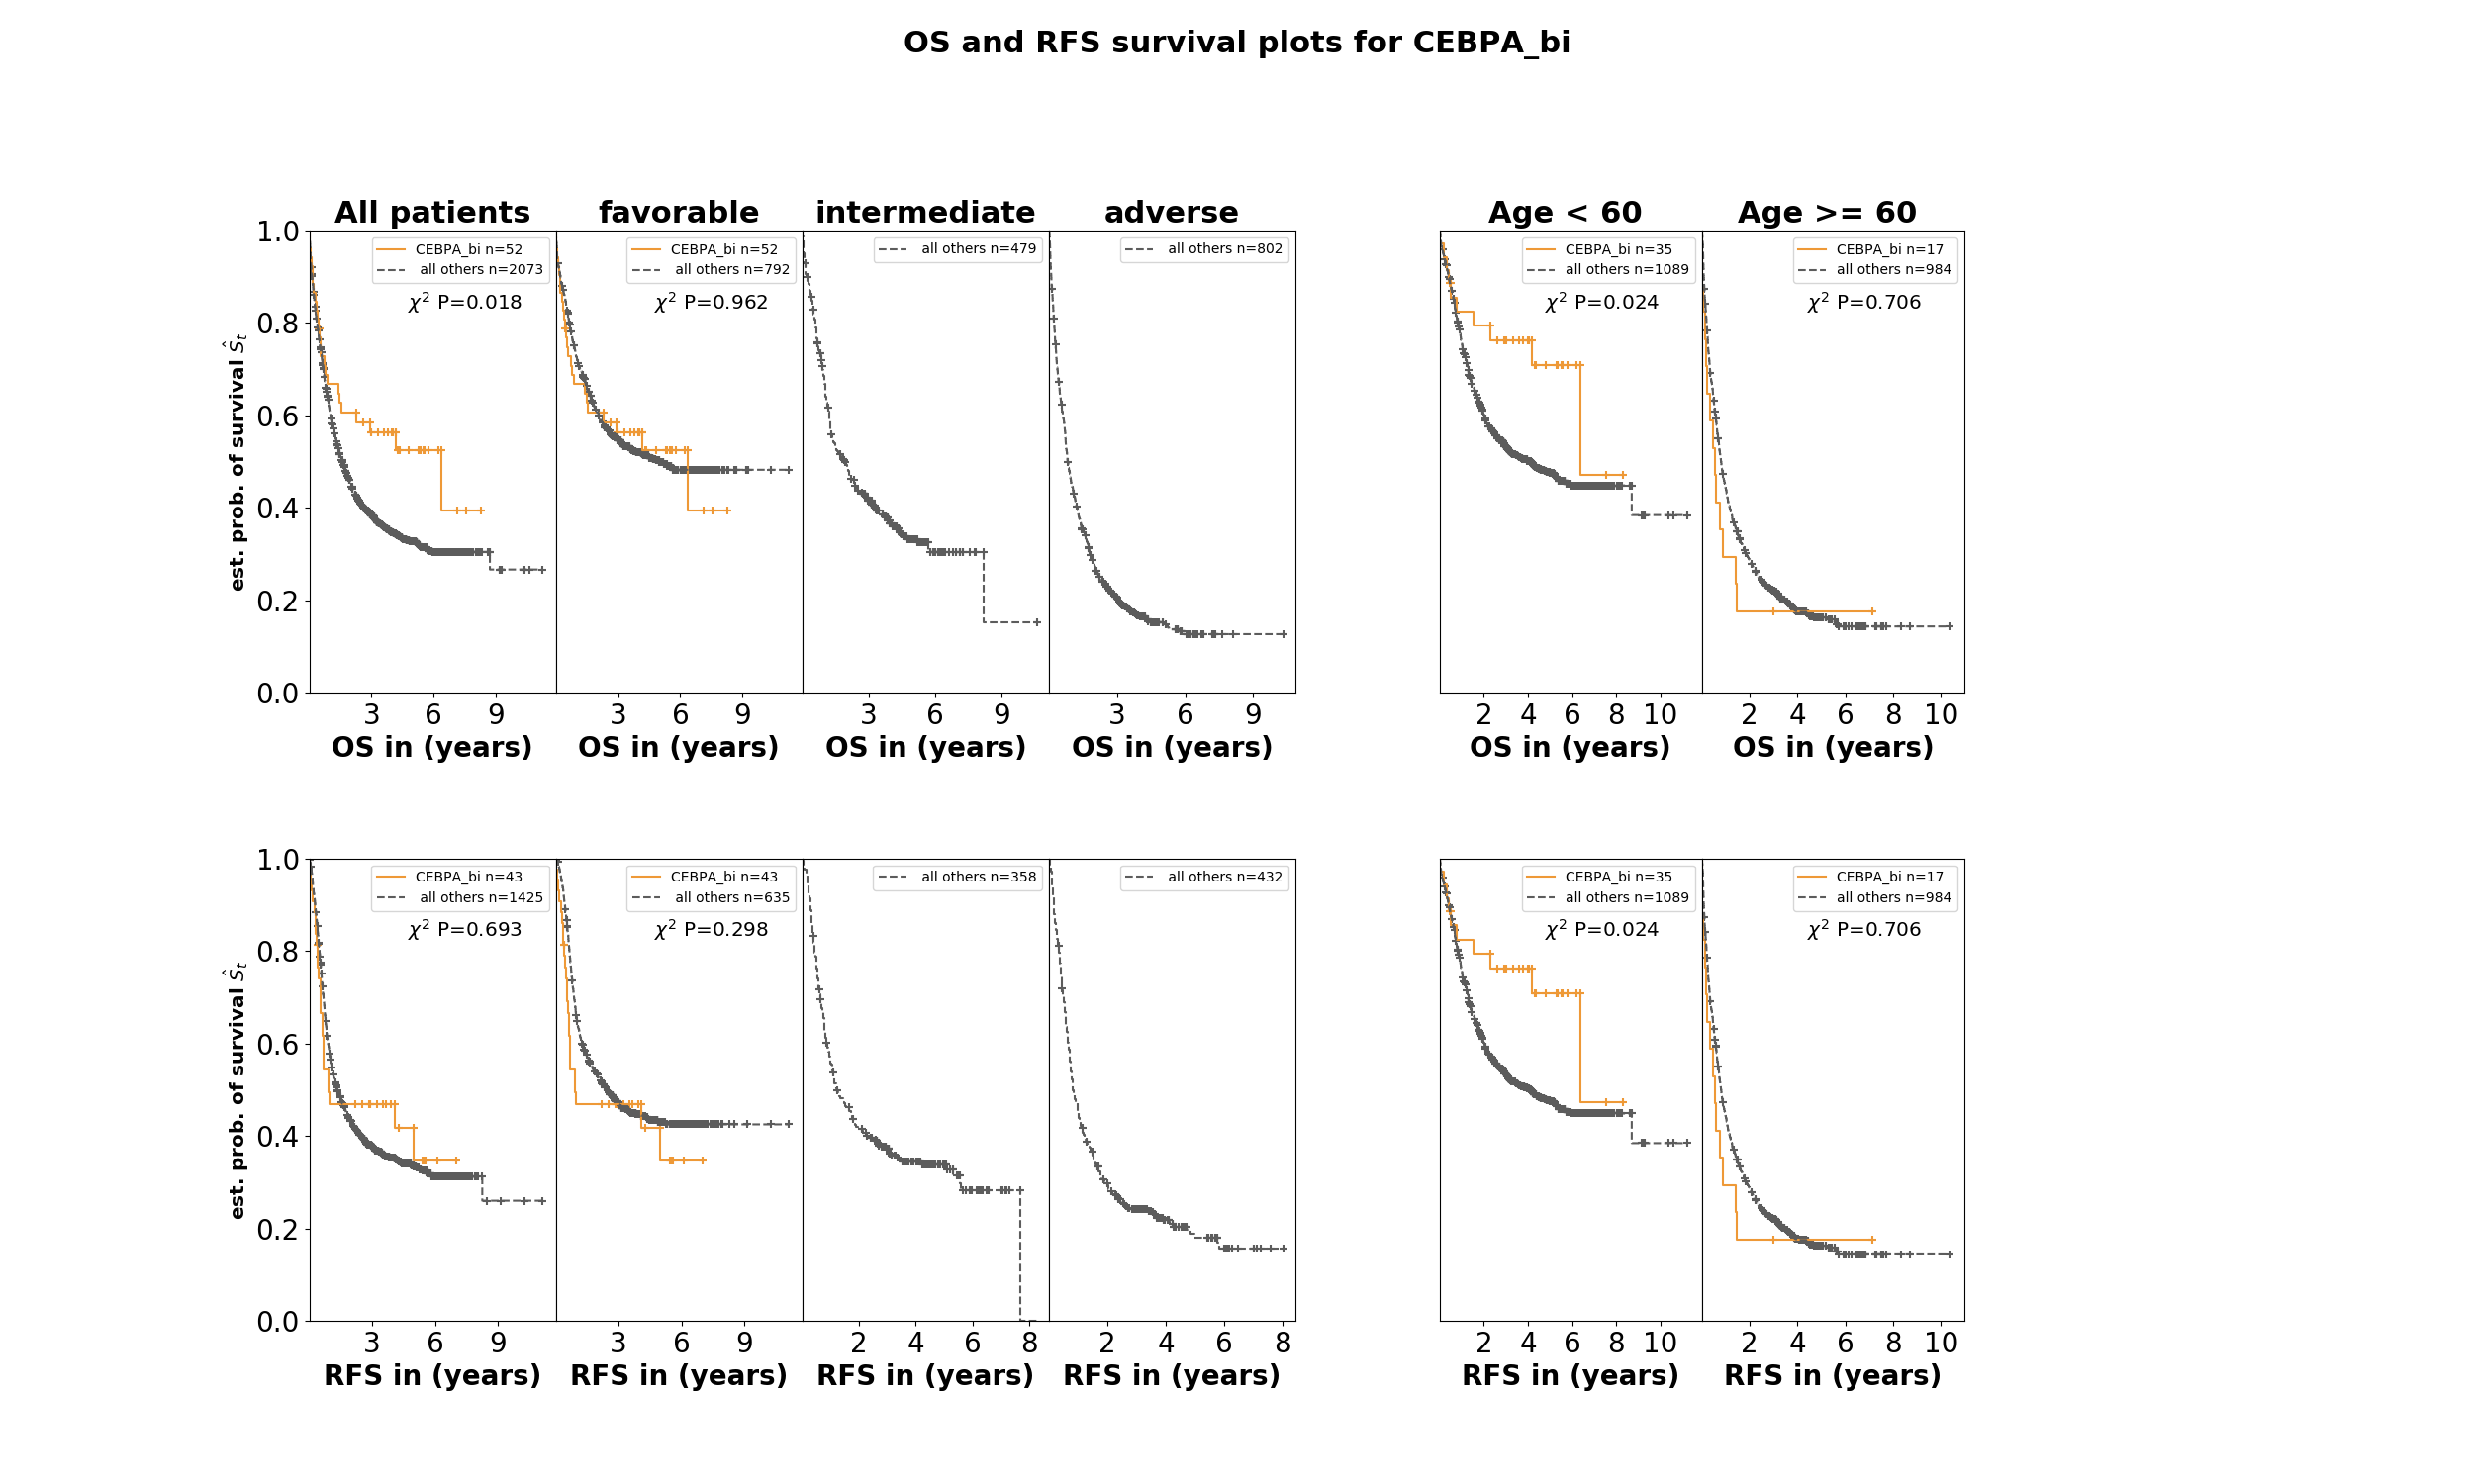 OS and RFS survival plots for CEBPA_bi
All patients
favorable
intermediate
adverse
Age < 60
Age >= 60
est. prob. of survival Ŝt
1.0
0.8
0.6
0.4
0.2
0.0
CEBPA_bi n=52
all others n=2073
χ² P=0.018
3 6 9
OS in (years)
CEBPA_bi n=52
all others n=792
χ² P=0.962
3 6 9
OS in (years)
all others n=479
3 6 9
OS in (years)
all others n=802
3 6 9
OS in (years)
CEBPA_bi n=35
all others n=1089
χ² P=0.024
2 4 6 8 10
OS in (years)
CEBPA_bi n=17
all others n=984
χ² P=0.706
2 4 6 8 10
OS in (years)
est. prob. of survival Ŝt
1.0
0.8
0.6
0.4
0.2
0.0
CEBPA_bi n=43
all others n=1425
χ² P=0.693
3 6 9
RFS in (years)
CEBPA_bi n=43
all others n=635
χ² P=0.298
3 6 9
RFS in (years)
all others n=358
2 4 6 8
RFS in (years)
all others n=432
2 4 6 8
RFS in (years)
CEBPA_bi n=35
all others n=1089
χ² P=0.024
2 4 6 8 10
RFS in (years)
CEBPA_bi n=17
all others n=984
χ² P=0.706
2 4 6 8 10
RFS in (years)